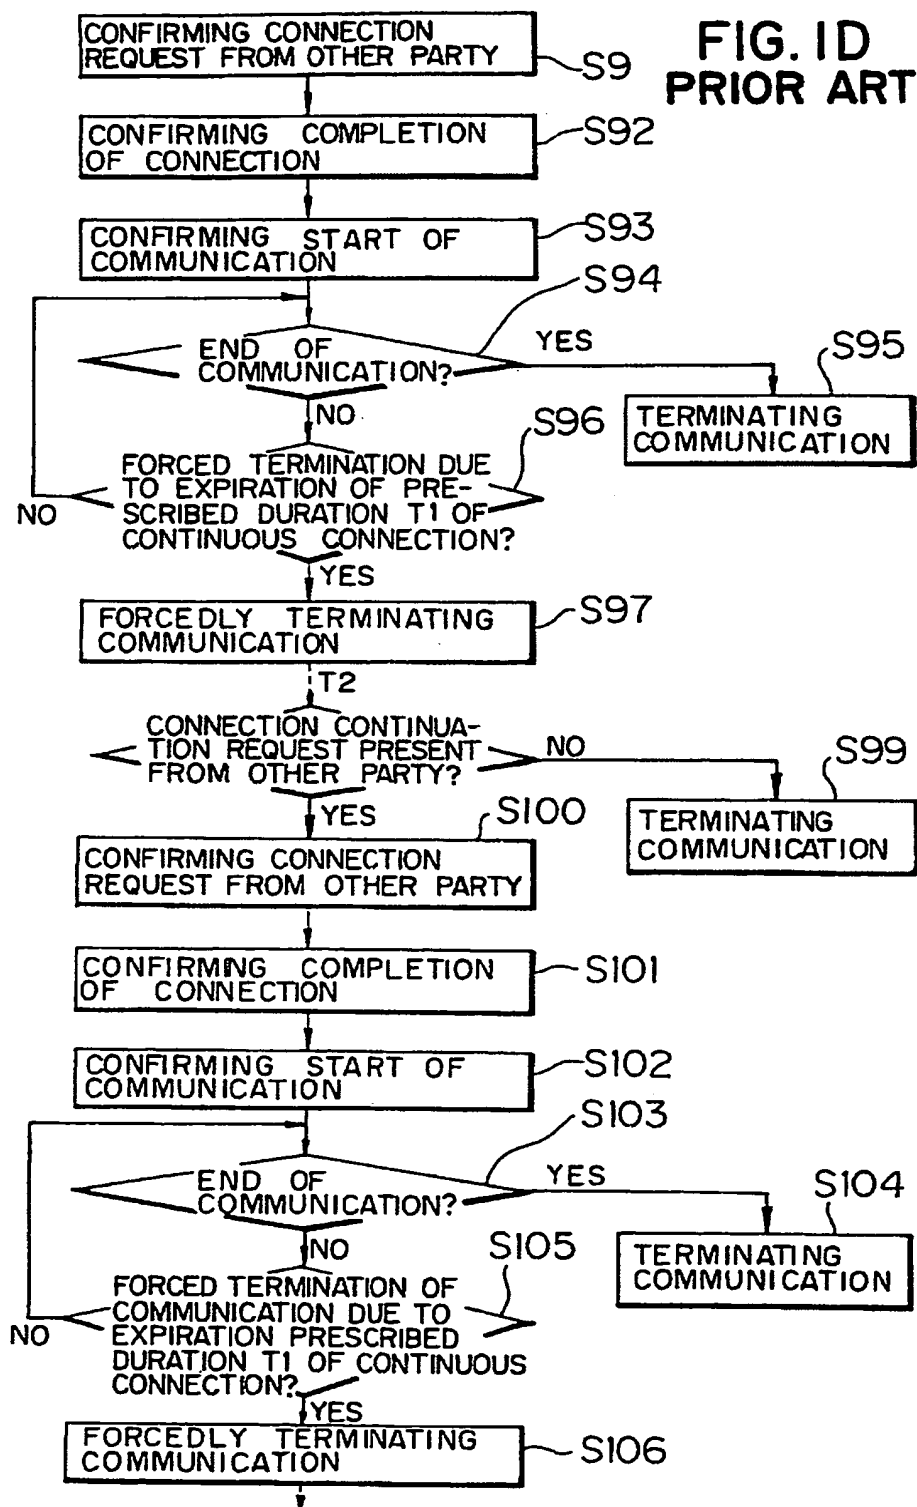 FIG. 1D
PRIOR ART
CONFIRMING CONNECTION
REQUEST FROM OTHER PARTY
S9
CONFIRMING COMPLETION
OF CONNECTION
S92
CONFIRMING START OF
COMMUNICATION
S93
S94
END OF
COMMUNICATION?
YES
S95
TERMINATING
COMMUNICATION
NO
S96
FORCED TERMINATION DUE
TO EXPIRATION OF PRE-
SCRIBED DURATION T1 OF
CONTINUOUS CONNECTION?
NO
YES
FORCEDLY TERMINATING
COMMUNICATION
S97
T2
CONNECTION CONTINUA-
TION REQUEST PRESENT
FROM OTHER PARTY?
NO
S99
TERMINATING
COMMUNICATION
YES
S100
CONFIRMING CONNECTION
REQUEST FROM OTHER PARTY
CONFIRMING COMPLETION
OF CONNECTION
S101
CONFIRMING START OF
COMMUNICATION
S102
S103
END OF
COMMUNICATION?
YES
S104
TERMINATING
COMMUNICATION
NO
S105
FORCED TERMINATION OF
COMMUNICATION DUE TO
EXPIRATION PRESCRIBED
DURATION T1 OF CONTINUOUS
CONNECTION?
NO
YES
FORCEDLY TERMINATING
COMMUNICATION
S106